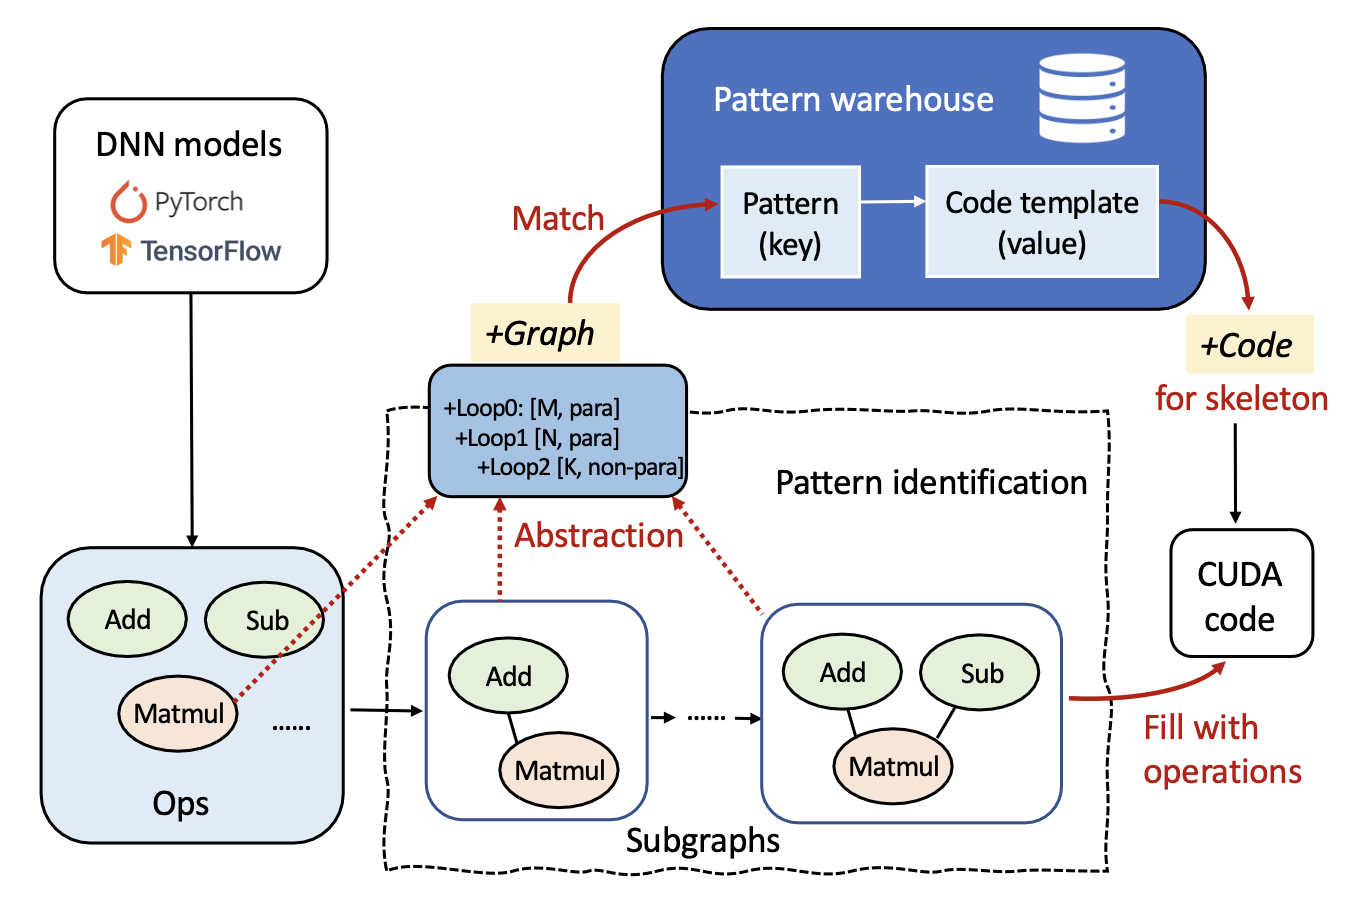 Pattern warehouse
DNN models
PyTorch
TensorFlow
Match
Pattern
(key)
Code template
(value)
+Graph
+Code
for skeleton
+Loop0: [M, para]
+Loop1 [N, para]
+Loop2 [K, non-para]
Pattern identification
Abstraction
CUDA
code
Add
Sub
Matmul
......
Ops
Add
Matmul
......
Add
Sub
Matmul
Subgraphs
Fill with
operations